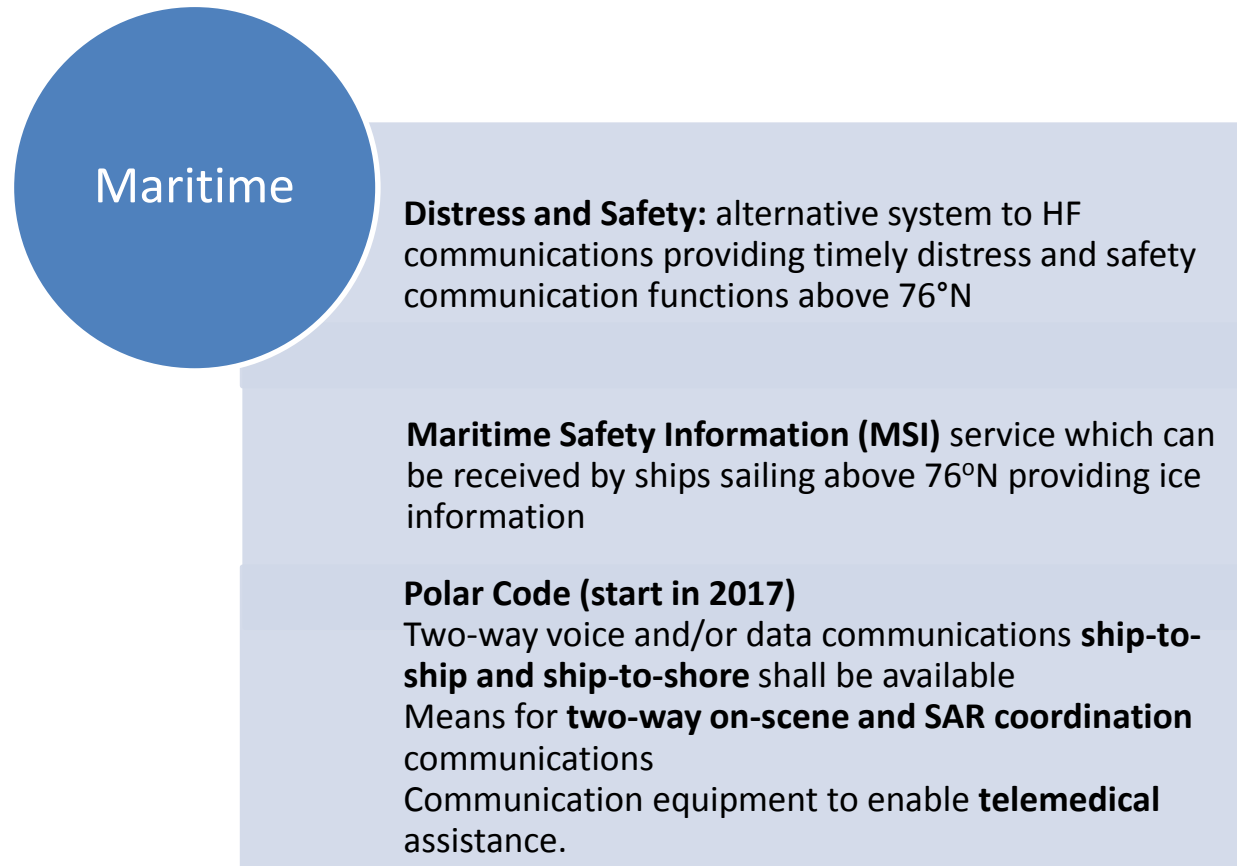 Maritime
Distress and Safety: alternative system to HF
communications providing timely distress and safety
communication functions above 76°N
Maritime Safety Information (MSI) service which can
be received by ships sailing above 76ºN providing ice
information
Polar Code (start in 2017)
Two-way voice and/or data communications ship-to-
ship and ship-to-shore shall be available
Means for two-way on-scene and SAR coordination
communications
Communication equipment to enable telemedical
assistance.